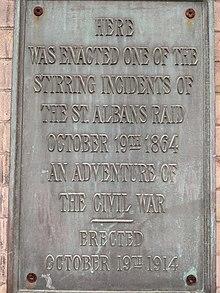 HERE
WAS ENACTED ONE OF THE
STIRRING INCIDENTS OF
THE ST. ALBANS RAID
OCTOBER 19TH 1864
AN ADVENTURE OF
THE CIVIL WAR
ERECTED
OCTOBER 19TH 1914